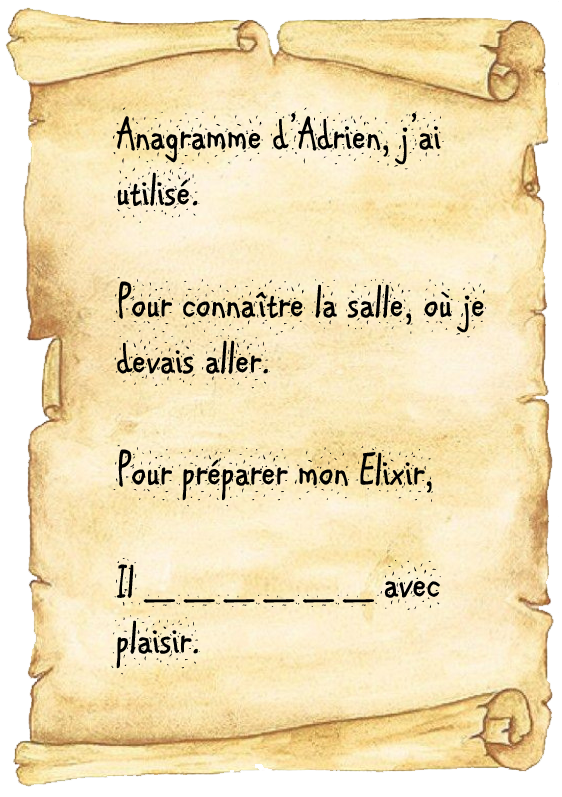 Anagramme d'Adrien, j'ai
utilisé.
Pour connaître la salle, où je
devais aller.
Pour préparer mon Elixir,
Il _ _ _ _ _ _ avec
plaisir.